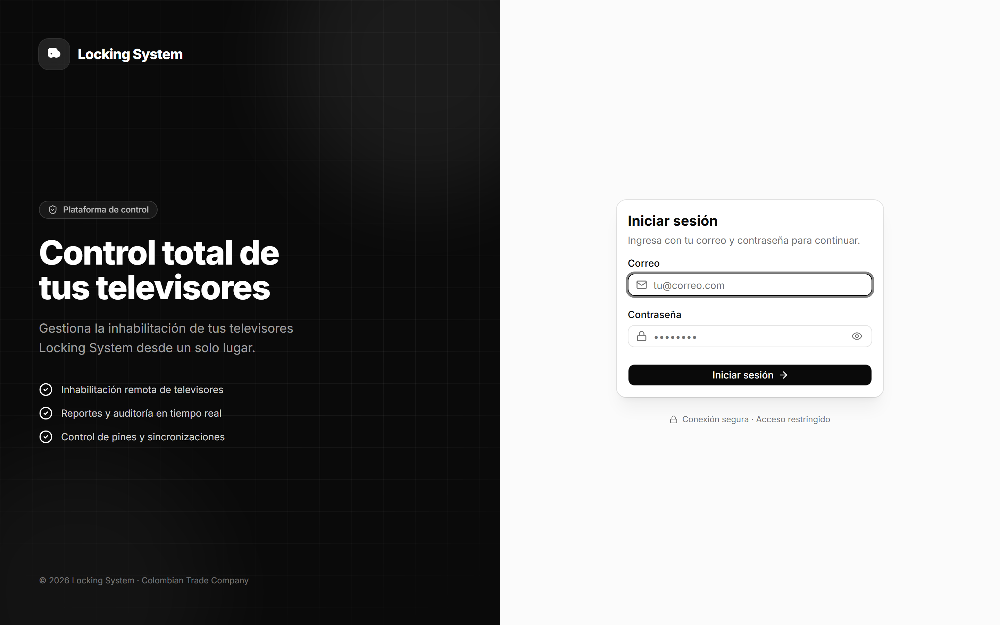 Locking System
Plataforma de control
Control total de
tus televisores
Gestiona la inhabilitación de tus televisores
Locking System desde un solo lugar.
Inhabilitación remota de televisores
Reportes y auditoría en tiempo real
Control de pines y sincronizaciones
© 2026 Locking System · Colombian Trade Company
Iniciar sesión
Ingresa con tu correo y contraseña para continuar.
Correo
tu@correo.com
Contraseña
••••••••
Iniciar sesión →
Conexión segura · Acceso restringido